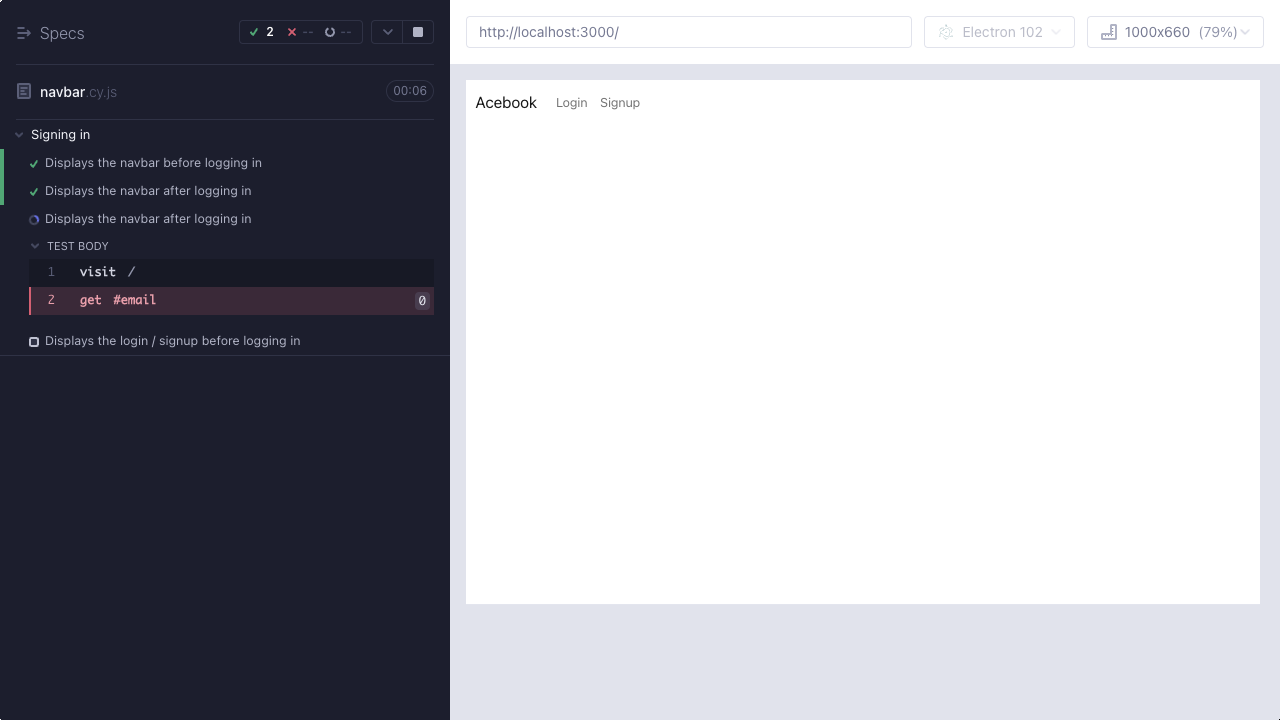 Specs
2 -- --
navbar.cy.js 00:06
Signing in
Displays the navbar before logging in
Displays the navbar after logging in
Displays the navbar after logging in
TEST BODY
1 visit /
2 get #email 0
Displays the login / signup before logging in
http://localhost:3000/ Electron 102 1000x660 (79%)
Acebook Login Signup